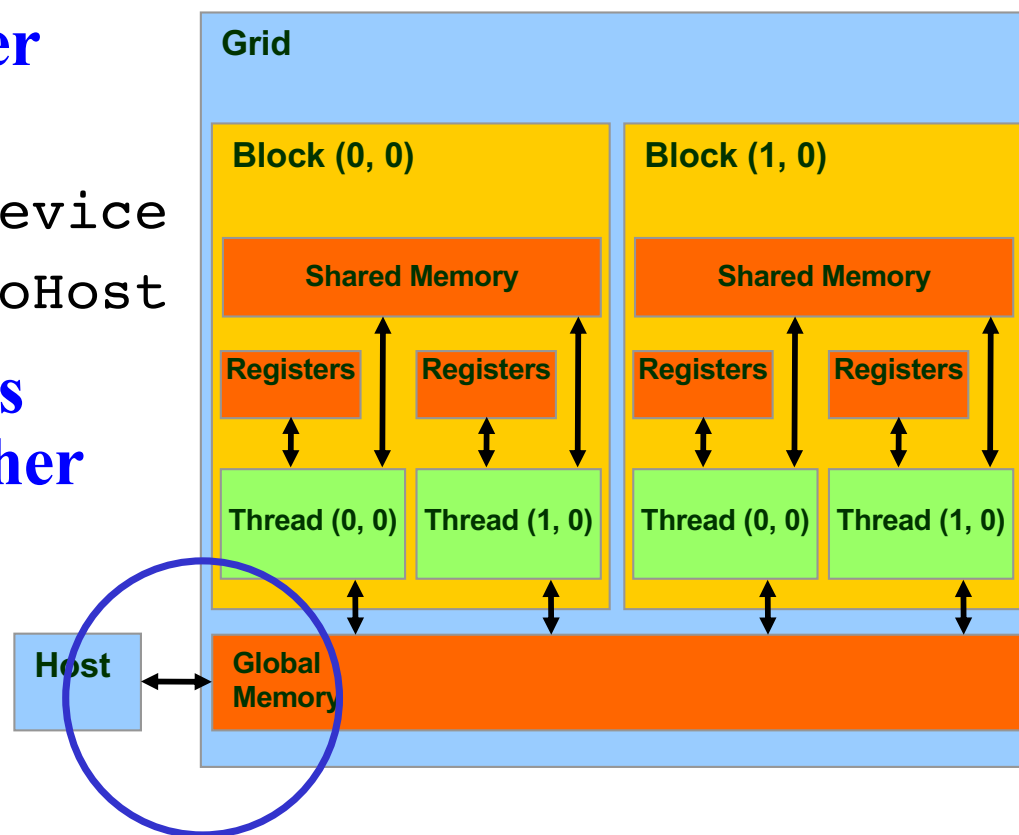 er
evice
oHost
s
her
Grid
Block (0, 0)
Block (1, 0)
Shared Memory
Shared Memory
Registers
Registers
Registers
Registers
Thread (0, 0)
Thread (1, 0)
Thread (0, 0)
Thread (1, 0)
Host
Global
Memory